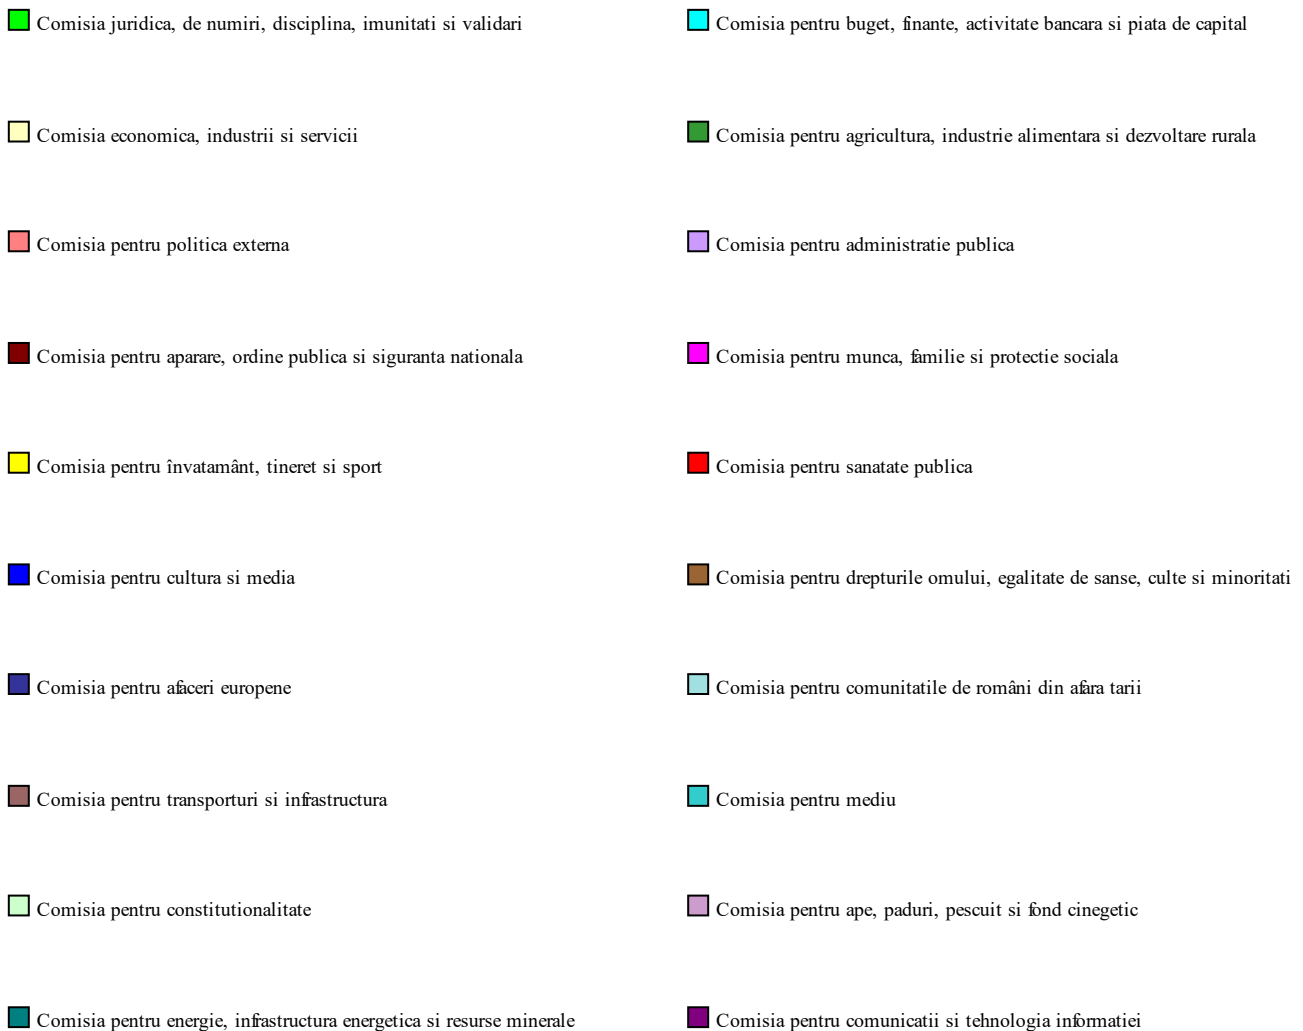 Comisia juridica, de numiri, disciplina, imunitati si validari
Comisia pentru buget, finante, activitate bancara si piata de capital
Comisia economica, industrii si servicii
Comisia pentru agricultura, industrie alimentara si dezvoltare rurala
Comisia pentru politica externa
Comisia pentru administratie publica
Comisia pentru aparare, ordine publica si siguranta nationala
Comisia pentru munca, familie si protectie sociala
Comisia pentru învatamânt, tineret si sport
Comisia pentru sanatate publica
Comisia pentru cultura si media
Comisia pentru drepturile omului, egalitate de sanse, culte si minoritati
Comisia pentru afaceri europene
Comisia pentru comunitatile de români din afara tarii
Comisia pentru transporturi si infrastructura
Comisia pentru mediu
Comisia pentru constitutionalitate
Comisia pentru ape, paduri, pescuit si fond cinegetic
Comisia pentru energie, infrastructura energetica si resurse minerale
Comisia pentru comunicatii si tehnologia informatiei